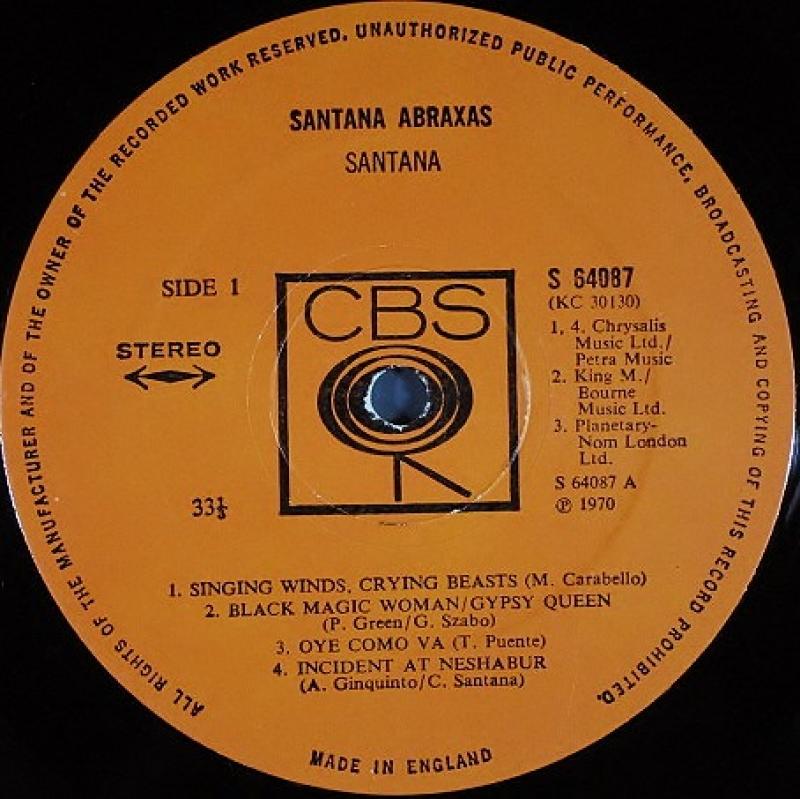 ALL RIGHTS OF THE MANUFACTURER AND OF THE OWNER OF THE RECORDED WORK RESERVED. UNAUTHORIZED PUBLIC PERFORMANCE, BROADCASTING AND COPYING OF THIS RECORD PROHIBITED.
SANTANA ABRAXAS
SANTANA
SIDE 1
STEREO
33⅓
CBS
S 64087
(KC 30130)
1, 4. Chrysalis
Music Ltd./
Petra Music
2. King M./
Bourne
Music Ltd.
3. Planetary-
Nom London
Ltd.
S 64087 A
℗ 1970
1. SINGING WINDS, CRYING BEASTS (M. Carabello)
2. BLACK MAGIC WOMAN/GYPSY QUEEN
(P. Green/G. Szabo)
3. OYE COMO VA (T. Puente)
4. INCIDENT AT NESHABUR
(A. Ginquinto/C. Santana)
MADE IN ENGLAND